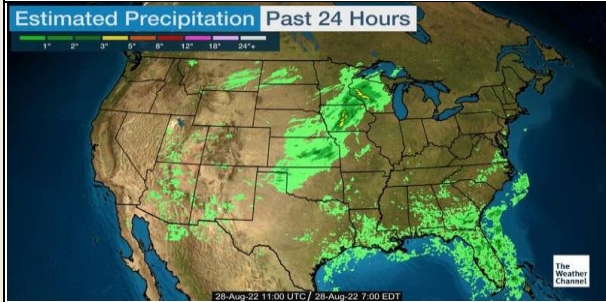 Estimated Precipitation Past 24 Hours
1" 2" 3" 5" 8" 12" 18" 24"+
The
Weather
Channel
28-Aug-22 11:00 UTC / 28-Aug-22 7:00 EDT